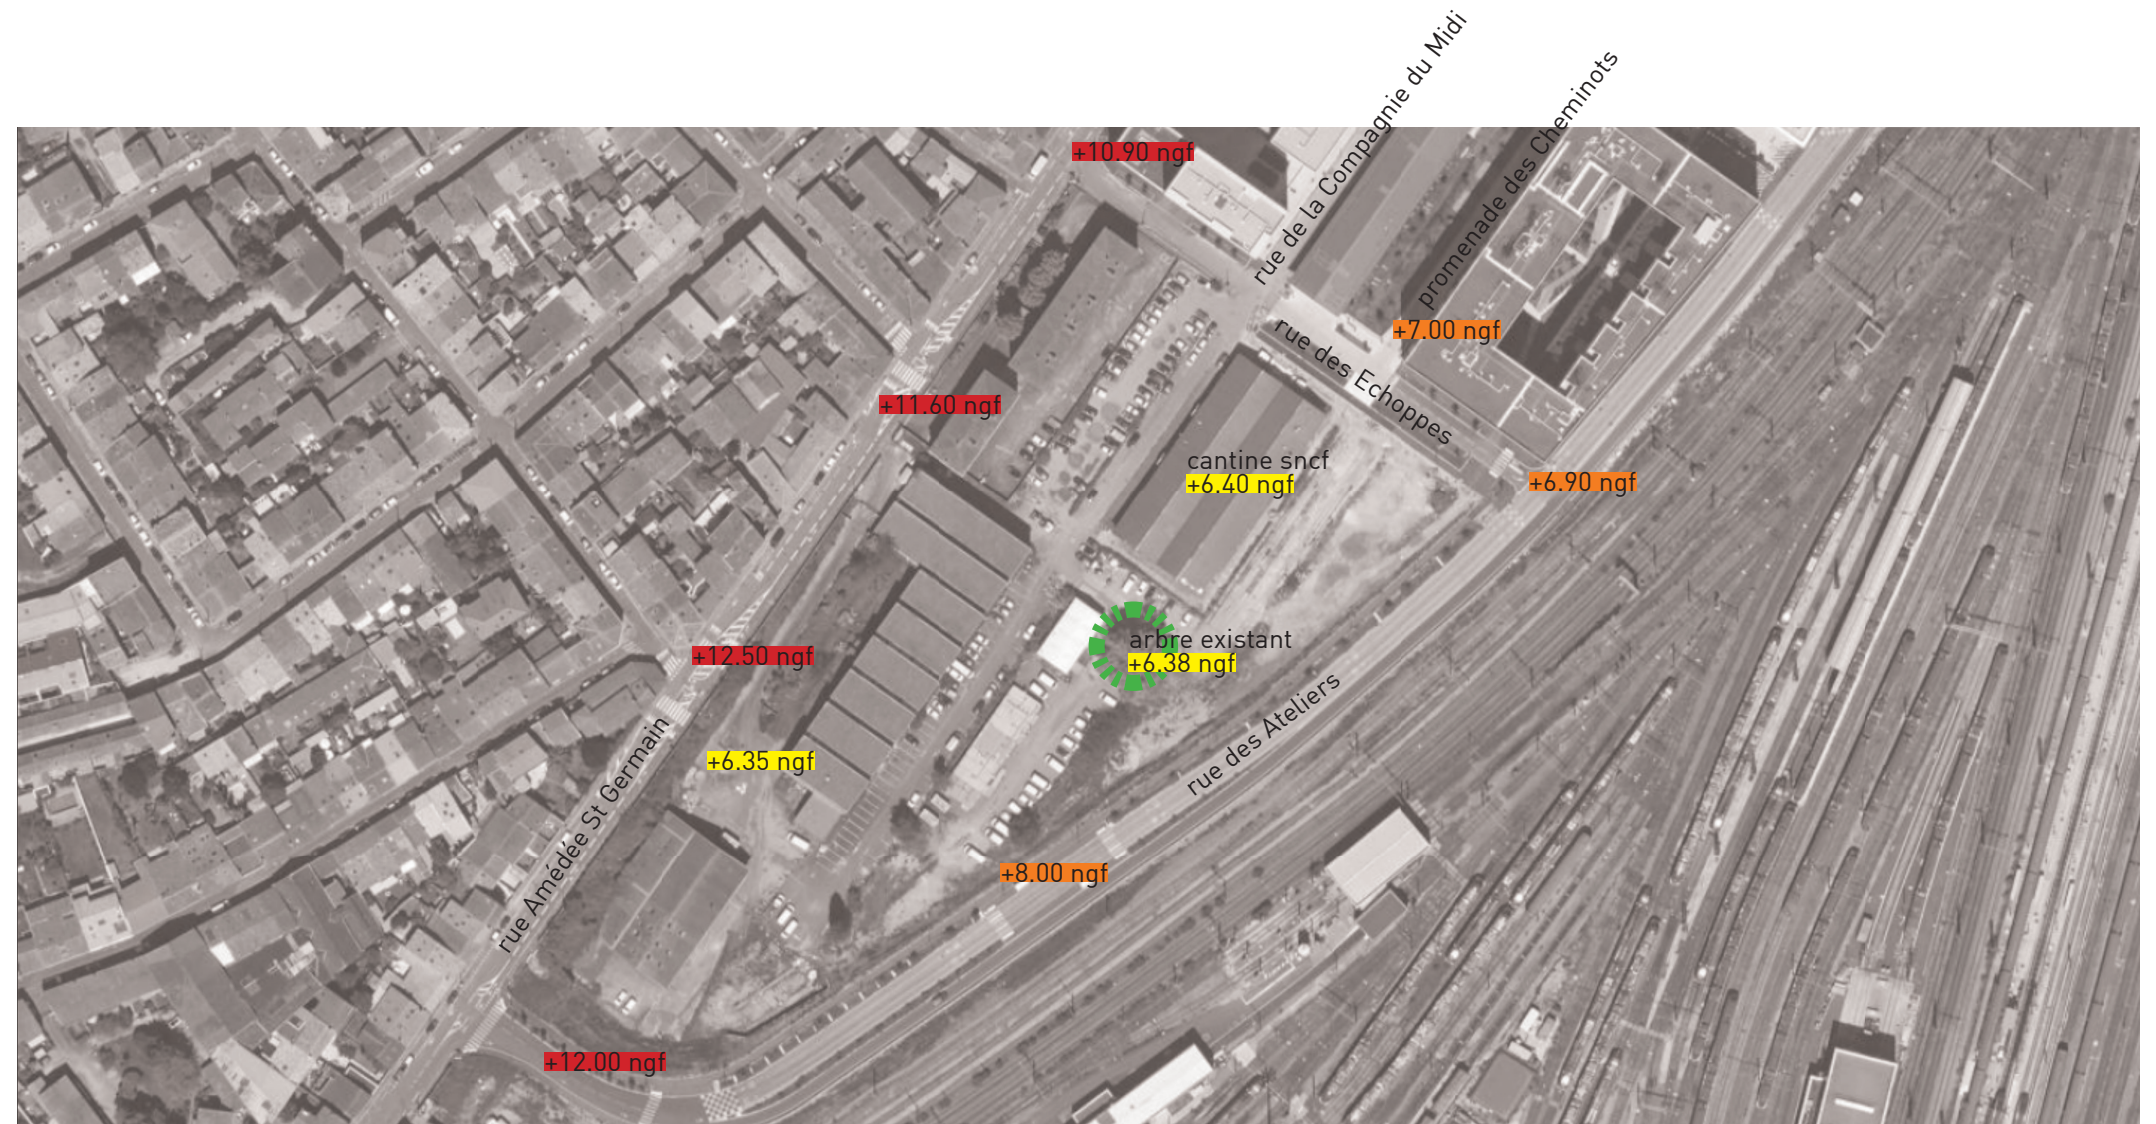 rue de la Compagnie du Midi
promenade des Cheminots
+10.90 ngf
+7.00 ngf
rue des Echoppes
+11.60 ngf
cantine sncf
+6.40 ngf
+6.90 ngf
arbre existant
+6.38 ngf
+12.50 ngf
rue des Ateliers
+6.35 ngf
rue Amédée St Germain
+8.00 ngf
+12.00 ngf